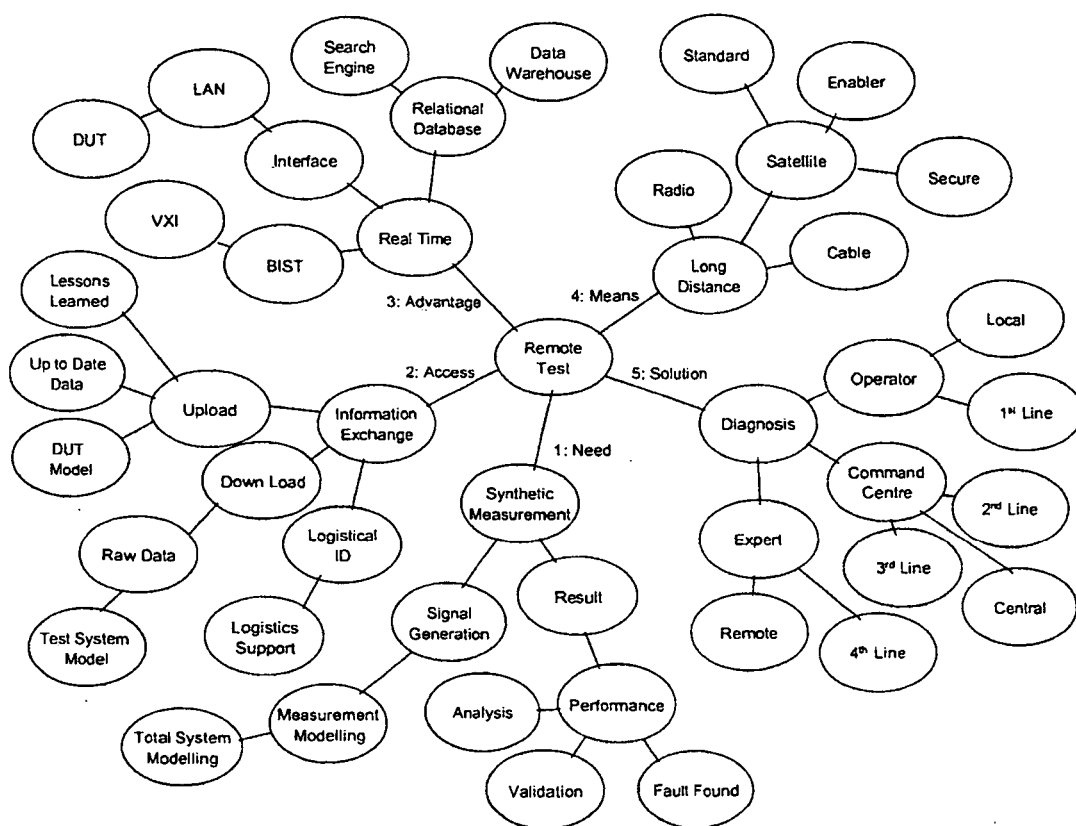 Search
Engine
Data
Warehouse
Standard
Enabler
LAN
Relational
Database
DUT
Interface
Satellite
Radio
Secure
VXI
Real Time
BIST
Long
Distance
Cable
Lessons
Learned
3: Advantage
4: Means
Local
Remote
Test
Up to Date
Data
2: Access
5: Solution
Operator
Upload
Information
Exchange
Diagnosis
1st Line
DUT
Model
1: Need
Down Load
Synthetic
Measurement
Command
Centre
2rd Line
Raw Data
Logistical
ID
Expert
3rd Line
Result
Central
Signal
Generation
Test System
Model
Logistics
Support
Remote
4th Line
Analysis
Performance
Measurement
Modelling
Total System
Modelling
Validation
Fault Found